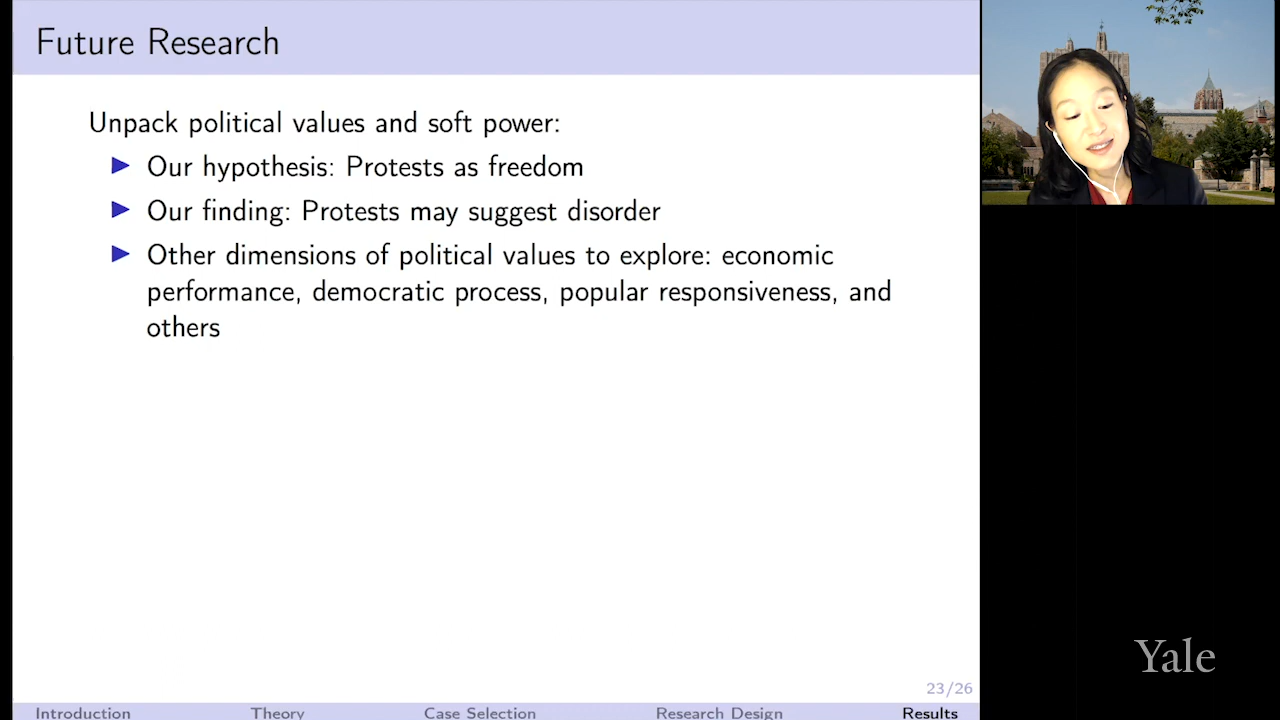 Future Research
Unpack political values and soft power:
Our hypothesis: Protests as freedom
Our finding: Protests may suggest disorder
Other dimensions of political values to explore: economic
performance, democratic process, popular responsiveness, and
others
Yale
23/26
Introduction Theory Case Selection Research Design Results